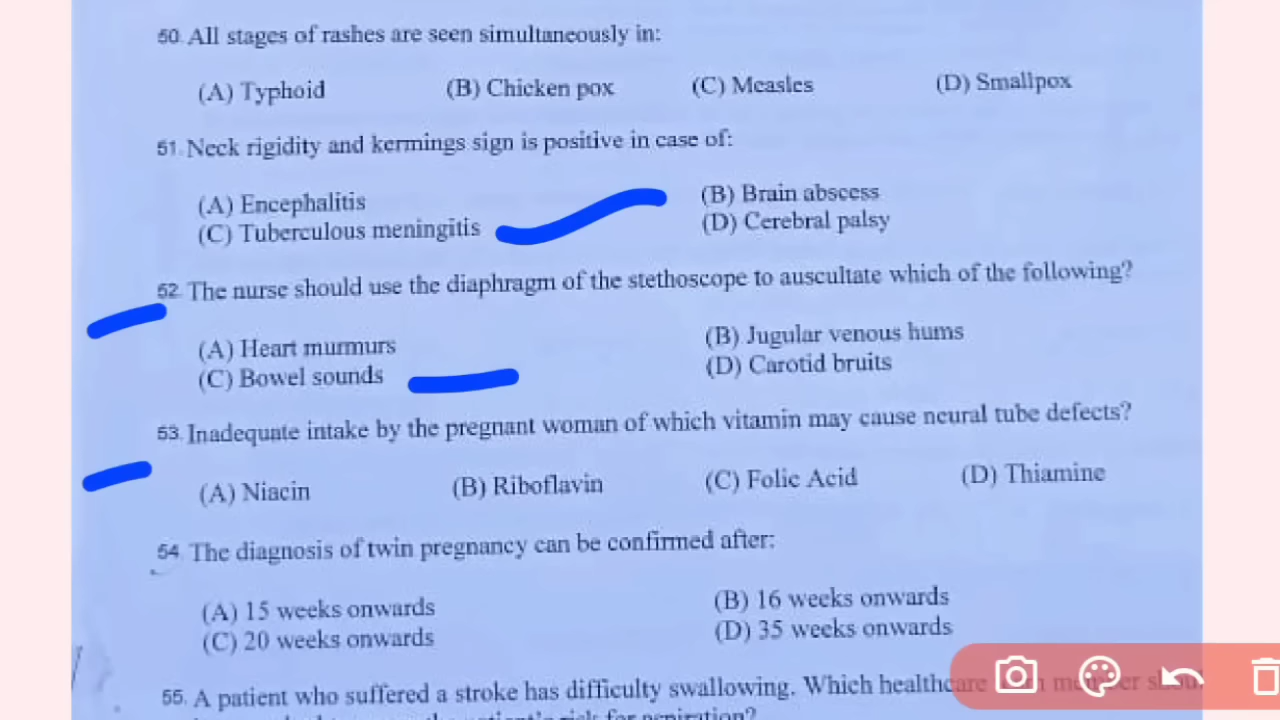 50. All stages of rashes are seen simultaneously in:
(A) Typhoid (B) Chicken pox (C) Measles (D) Smallpox
51. Neck rigidity and kermings sign is positive in case of:
(A) Encephalitis (B) Brain abscess
(C) Tuberculous meningitis (D) Cerebral palsy
52. The nurse should use the diaphragm of the stethoscope to auscultate which of the following?
(A) Heart murmurs (B) Jugular venous hums
(C) Bowel sounds (D) Carotid bruits
53. Inadequate intake by the pregnant woman of which vitamin may cause neural tube defects?
(A) Niacin (B) Riboflavin (C) Folic Acid (D) Thiamine
54. The diagnosis of twin pregnancy can be confirmed after:
(A) 15 weeks onwards (B) 16 weeks onwards
(C) 20 weeks onwards (D) 35 weeks onwards
55. A patient who suffered a stroke has difficulty swallowing. Which healthcare
the patient's risk for aspiration?